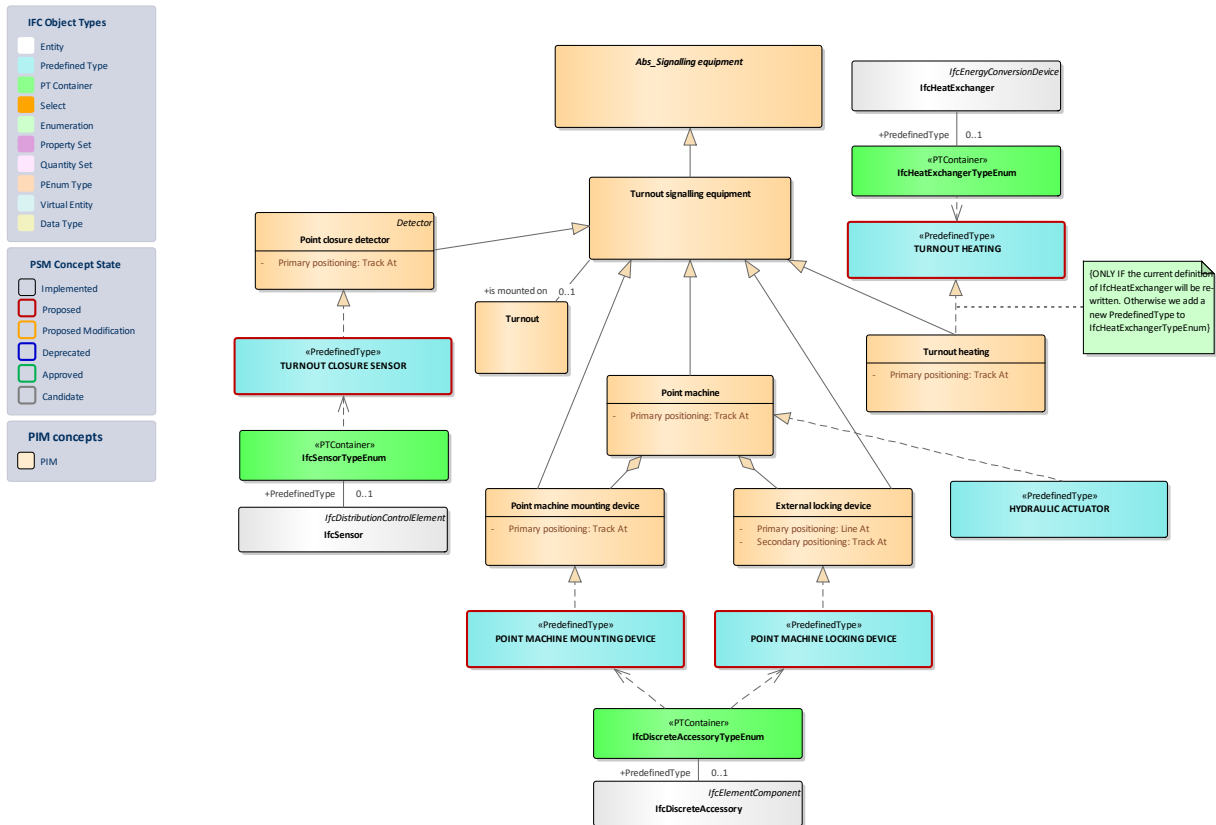 IFC Object Types
Entity
Predefined Type
PT Container
Select
Enumeration
Property Set
Quantity Set
PEnum Type
Virtual Entity
Data Type
PSM Concept State
Implemented
Proposed
Proposed Modification
Deprecated
Approved
Candidate
PIM concepts
PIM
Abs_Signalling equipment
IfcEnergyConversionDevice
IfcHeatExchanger
+PredefinedType 0..1
«PTContainer»
IfcHeatExchangerTypeEnum
Turnout signalling equipment
Detector
Point closure detector
- Primary positioning: Track At
«PredefinedType»
TURNOUT HEATING
{ONLY IF the current definition
of IfcHeatExchanger will be re-
written. Otherwise we add a
new PredefinedType to
IfcHeatExchangerTypeEnum}
+is mounted on 0..1
Turnout
«PredefinedType»
TURNOUT CLOSURE SENSOR
Turnout heating
- Primary positioning: Track At
Point machine
- Primary positioning: Track At
«PTContainer»
IfcSensorTypeEnum
+PredefinedType 0..1
IfcDistributionControlElement
IfcSensor
Point machine mounting device
- Primary positioning: Track At
External locking device
- Primary positioning: Line At
- Secondary positioning: Track At
«PredefinedType»
HYDRAULIC ACTUATOR
«PredefinedType»
POINT MACHINE MOUNTING DEVICE
«PredefinedType»
POINT MACHINE LOCKING DEVICE
«PTContainer»
IfcDiscreteAccessoryTypeEnum
+PredefinedType 0..1
IfcElementComponent
IfcDiscreteAccessory